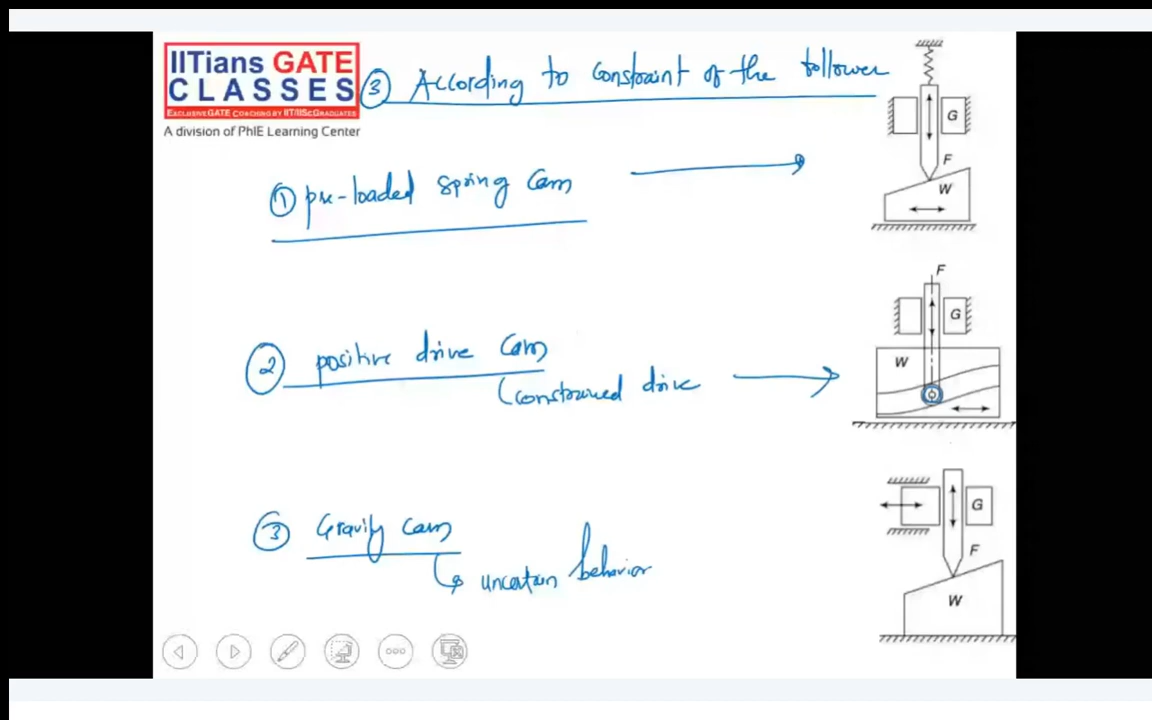 IITians GATE
CLASSES
EXCLUSIVE GATE COACHING BY IIT/IISC GRADUATES
A division of PhIE Learning Center
③ According to constraint of the follower
G
F
W
① pre-loaded spring cam
F
G
W
② positive drive cam
(constrained drive
G
F
W
③ Gravity cam
uncertain behavior